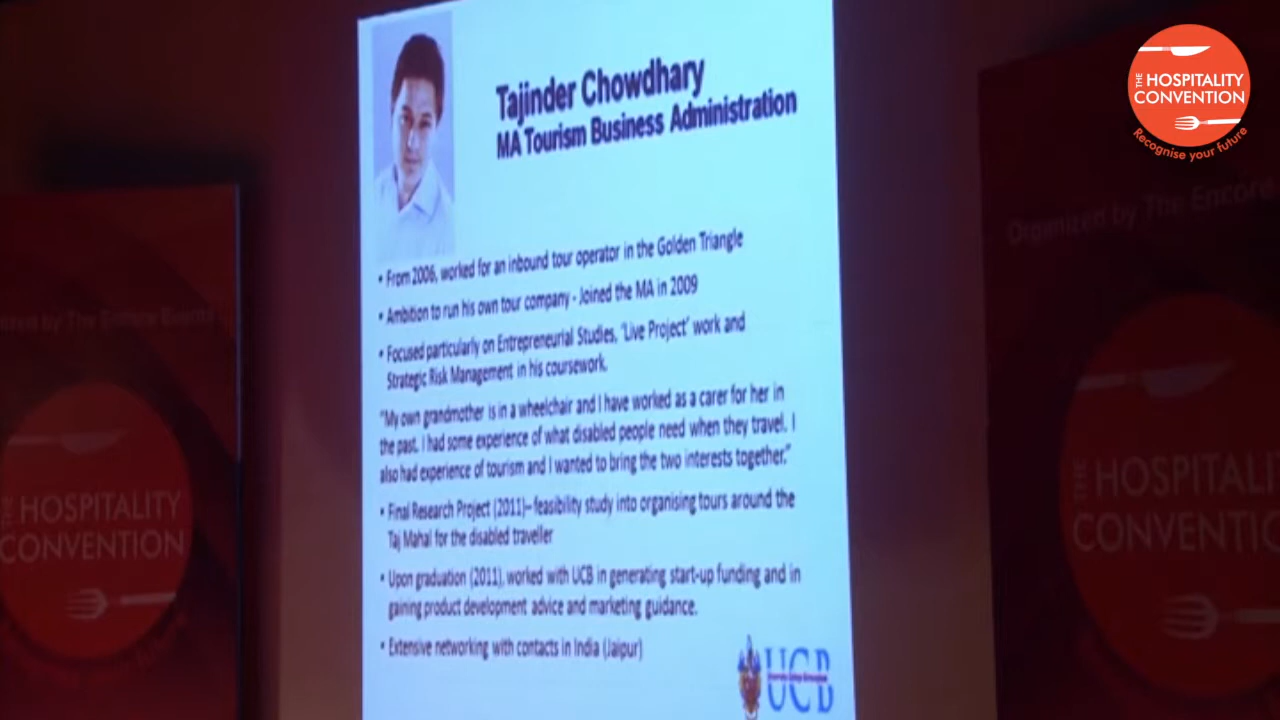 Tajinder Chowdhary
MA Tourism Business Administration
• From 2006, worked for an inbound tour operator in the Golden Triangle
• Ambition to run his own tour company - Joined the MA in 2009
• Focused particularly on Entrepreneurial Studies, 'Live Project' work and
Strategic Risk Management in his coursework.
"My own grandmother is in a wheelchair and I have worked as a carer for her in
the past. I had some experience of what disabled people need when they travel. I
also had experience of tourism and I wanted to bring the two interests together."
• Final Research Project (2011)– feasibility study into organising tours around the
Taj Mahal for the disabled traveller
• Upon graduation (2011), worked with UCB in generating start-up funding and in
gaining product development advice and marketing guidance.
• Extensive networking with contacts in India (Jaipur)
UCB
THE HOSPITALITY
CONVENTION
Recognise your future
Organized by The Encore
THE HOSPITALITY
CONVENTION
by The Encore Events
THE HOSPITALITY
CONVENTION